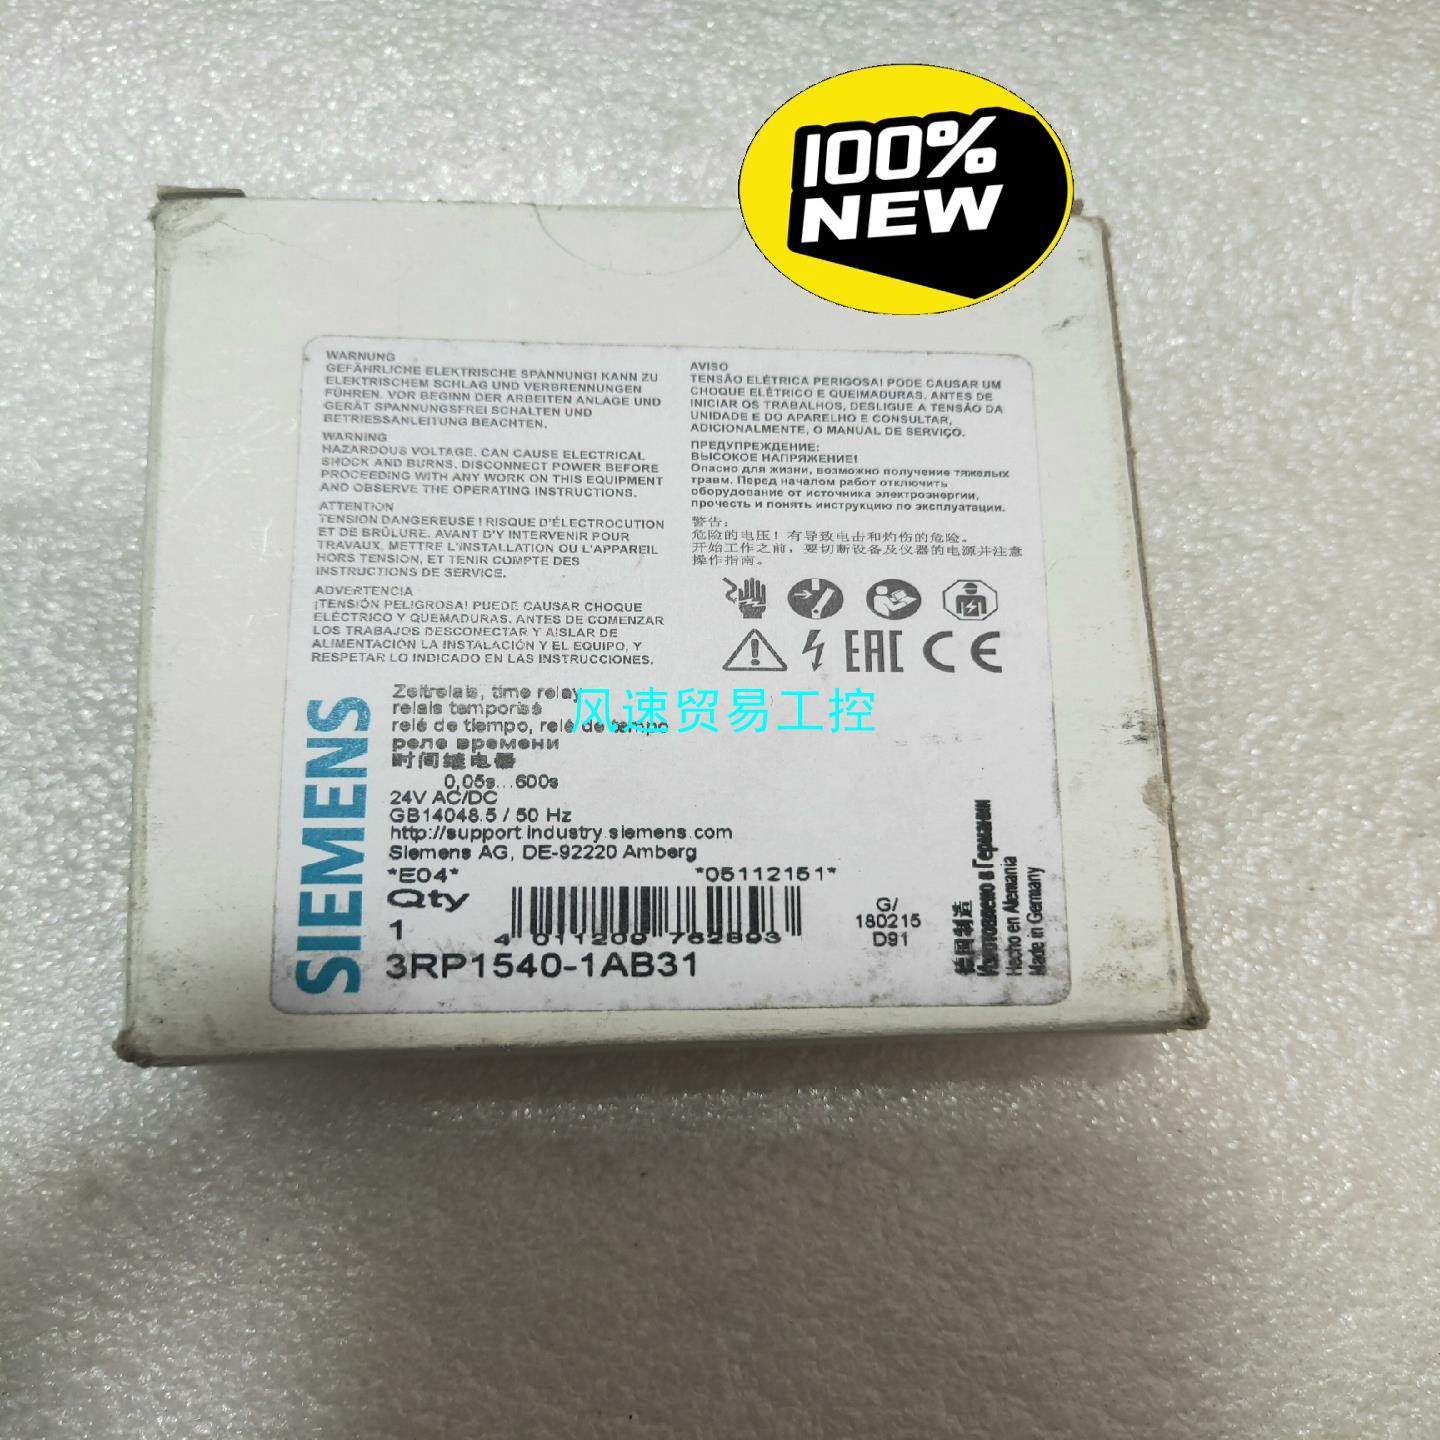 100%
NEW
WARNUNG
GEFÄHRLICHE ELEKTRISCHE SPANNUNG! KANN ZU
ELEKTRISCHEM SCHLAG UND VERBRENNUNGEN
FÜHREN. VOR BEGINN DER ARBEITEN ANLAGE UND
GERÄT SPANNUNGSFREI SCHALTEN UND
BETRIEBSANLEITUNG BEACHTEN.
WARNING
HAZARDOUS VOLTAGE. CAN CAUSE ELECTRICAL
SHOCK AND BURNS. DISCONNECT POWER BEFORE
PROCEEDING WITH ANY WORK ON THIS EQUIPMENT
AND OBSERVE THE OPERATING INSTRUCTIONS.
ATTENTION
TENSION DANGEREUSE ! RISQUE D'ÉLECTROCUTION
ET DE BRÛLURE. AVANT D'Y INTERVENIR POUR
TRAVAUX. METTRE L'INSTALLATION OU L'APPAREIL
HORS TENSION, ET TENIR COMPTE DES
INSTRUCTIONS DE SERVICE.
ADVERTENCIA
¡TENSIÓN PELIGROSA! PUEDE CAUSAR CHOQUE
ELÉCTRICO Y QUEMADURAS. ANTES DE COMENZAR
LOS TRABAJOS DESCONECTAR Y AISLAR DE
ALIMENTACIÓN LA INSTALACIÓN Y EL EQUIPO, Y
RESPETAR LO INDICADO EN LAS INSTRUCCIONES.
AVISO
TENSÃO ELÉTRICA PERIGOSA! PODE CAUSAR UM
CHOQUE ELÉTRICO E QUEIMADURAS. ANTES DE
INICIAR OS TRABALHOS, DESLIGUE A TENSÃO DA
UNIDADE E DO APARELHO E CONSULTAR,
ADICIONALMENTE, O MANUAL DE SERVIÇO.
ПРЕДУПРЕЖДЕНИЕ:
ВЫСОКОЕ НАПРЯЖЕНИЕ!
Опасно для жизни, возможно получение тяжелых
травм. Перед началом работ отключить
оборудование от источника электроэнергии,
прочесть и понять инструкцию по эксплуатации.
警告:
危险的电压! 有导致电击和灼伤的危险。
开始工作之前, 要切断设备及仪器的电源并注意
操作指南。
EAC CE
SIEMENS
Zeitrelais, time relay
relais temporisé
relé de tiempo, relé de tempo
реле времени
时间继电器
0,05s...600s
24V AC/DC
GB14048.5 / 50 Hz
http://support.industry.siemens.com
Siemens AG, DE-92220 Amberg
*E04* *05112151*
Qty
1
4 011209 762893
3RP1540-1AB31
G/
180215
D91
德国制造
Изготовлено в Германии
Hecho en Alemania
Made in Germany
风速贸易工控